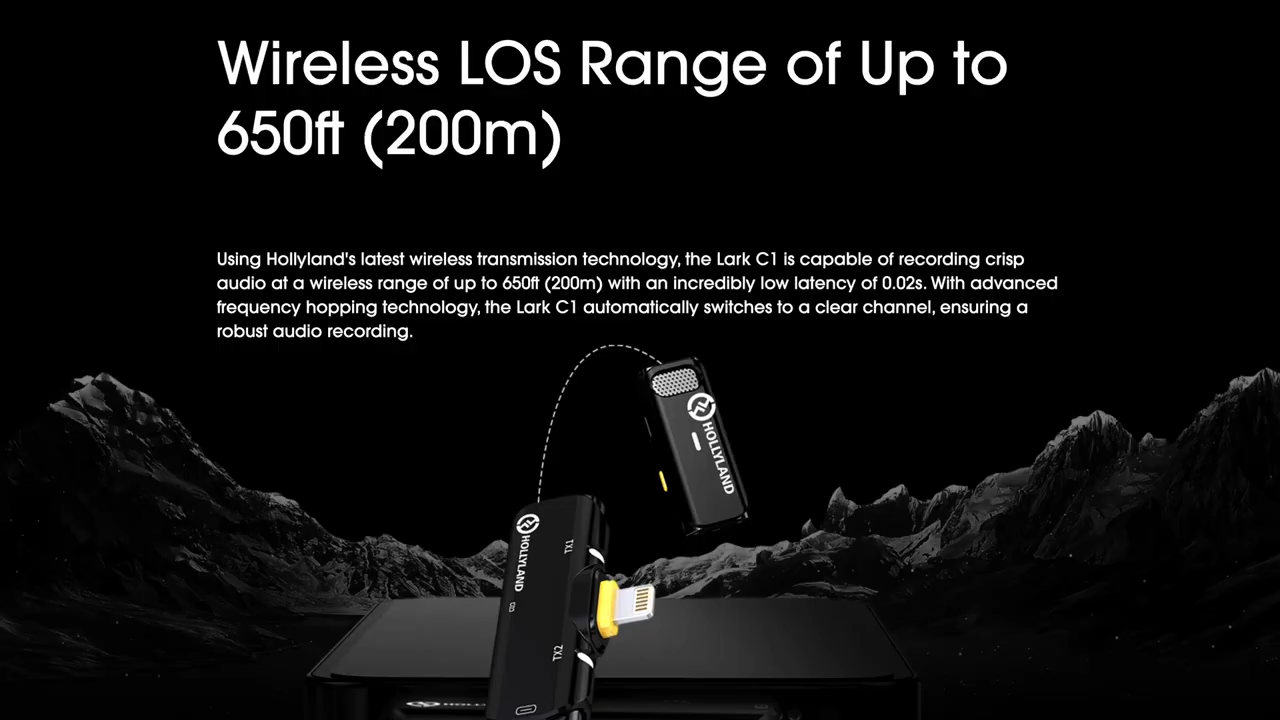 Wireless LOS Range of Up to
650ft (200m)
Using Hollyland's latest wireless transmission technology, the Lark C1 is capable of recording crisp
audio at a wireless range of up to 650ft (200m) with an incredibly low latency of 0.02s. With advanced
frequency hopping technology, the Lark C1 automatically switches to a clear channel, ensuring a
robust audio recording.
HOLLYLAND
HOLLYLAND
TX1
TX2